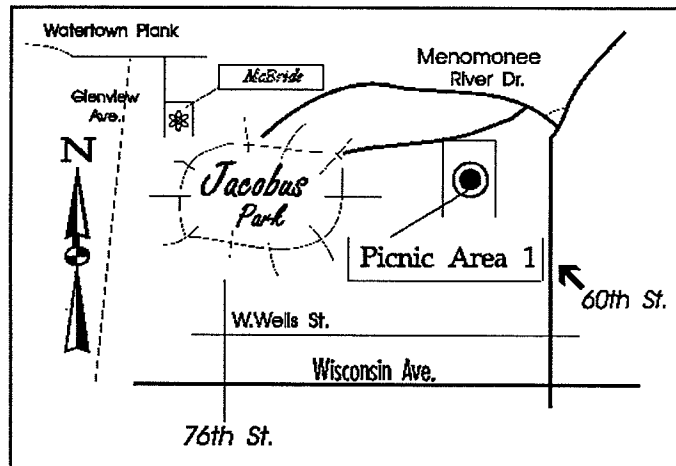 Watertown Plank
McBride
Menomonee
River Dr.
Glenview
Ave.
N
Jacobus
Park
Picnic Area 1
60th St.
W.Wells St.
Wisconsin Ave.
76th St.